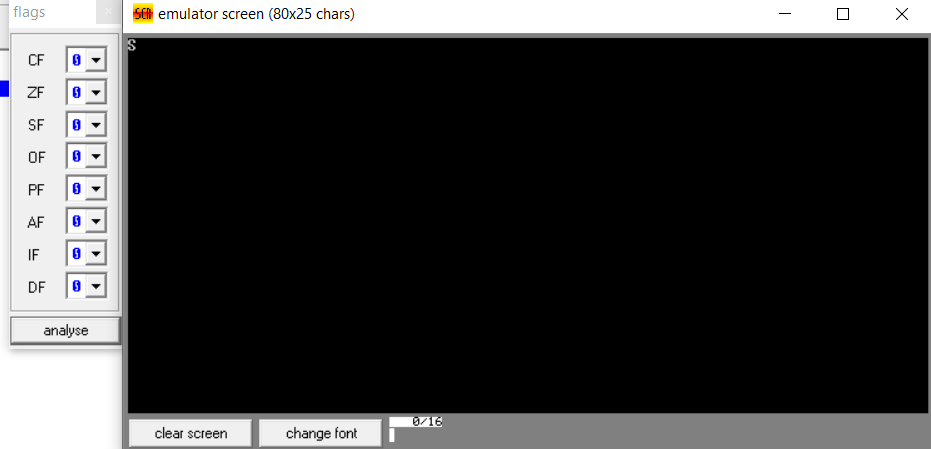 flags
CF 0
ZF 0
SF 0
OF 0
PF 0
AF 0
IF 0
DF 0
analyse
SCR emulator screen (80x25 chars)
S
clear screen
change font
0/16